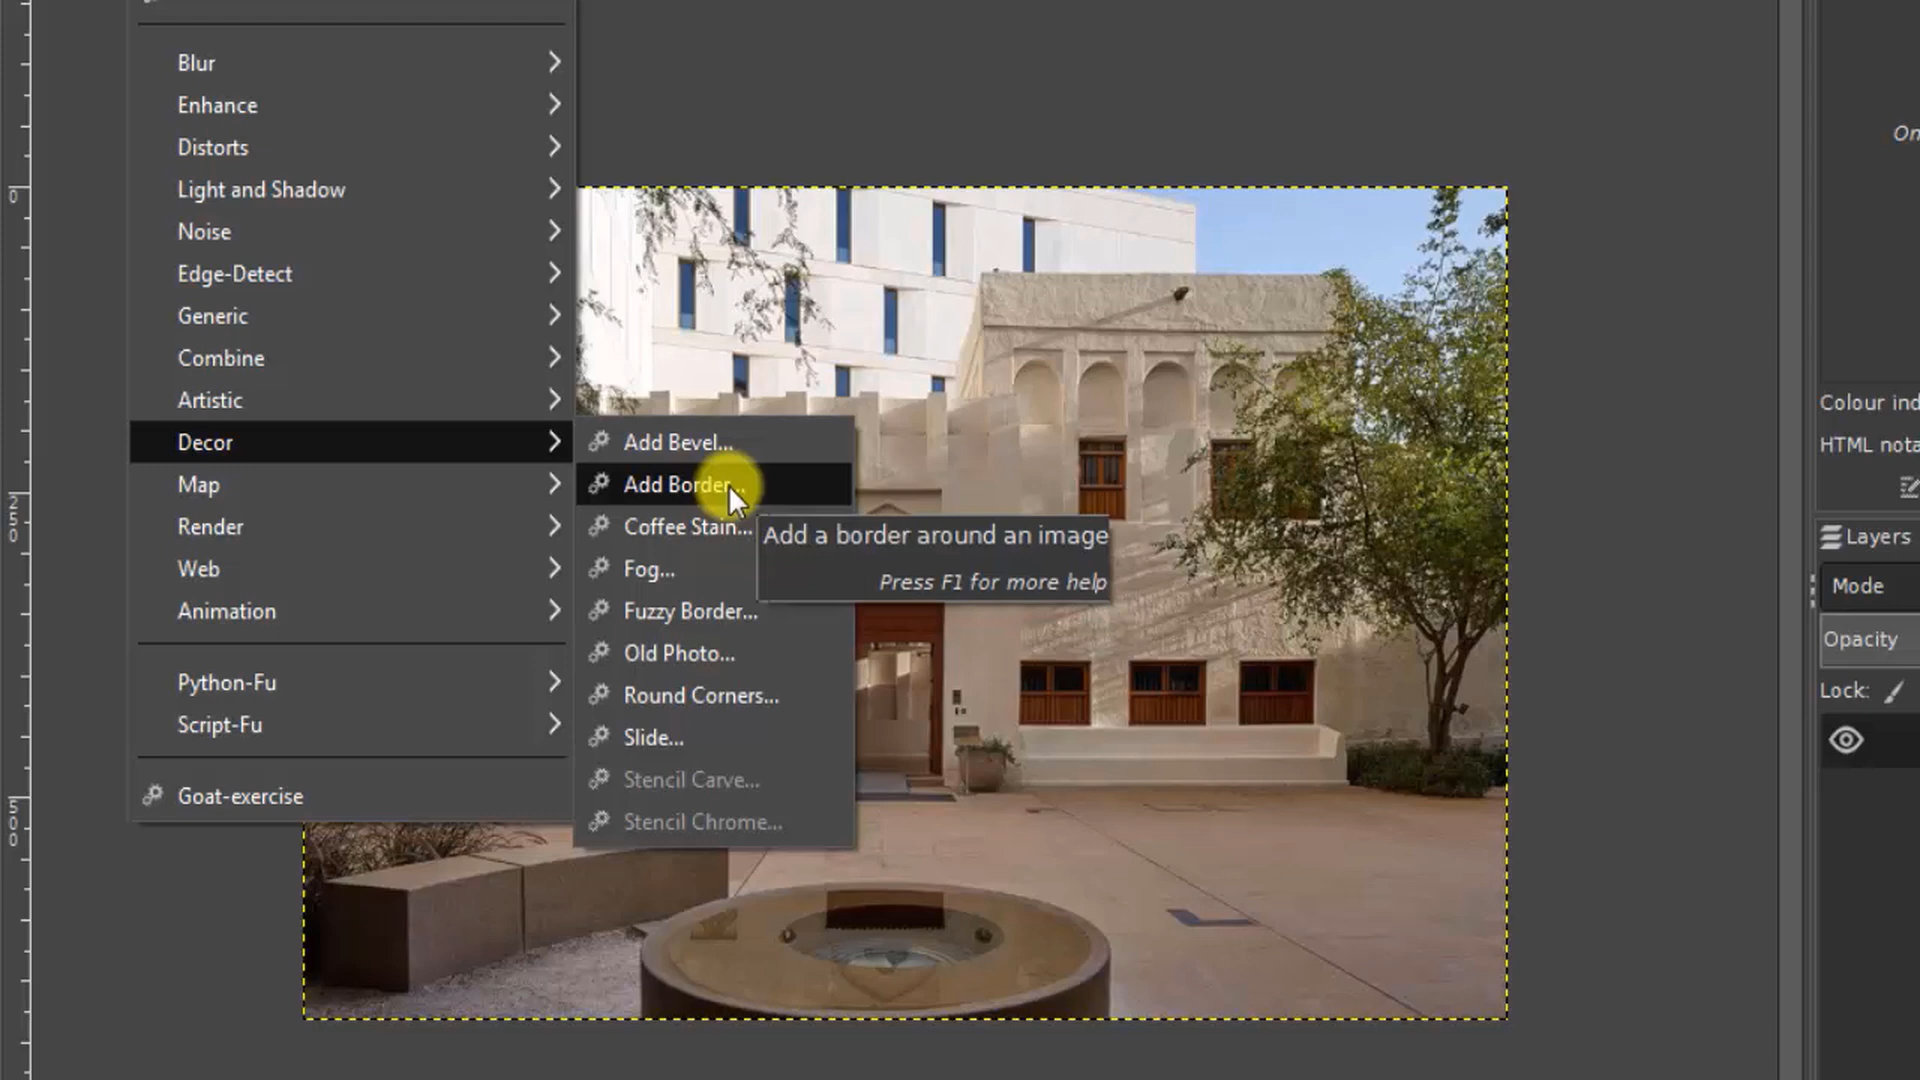 Blur
Enhance
Distorts
Light and Shadow
Noise
Edge-Detect
Generic
Combine
Artistic
Decor
Map
Render
Web
Animation
Python-Fu
Script-Fu
Goat-exercise
Add Bevel...
Add Border...
Coffee Stain...
Fog...
Fuzzy Border...
Old Photo...
Round Corners...
Slide...
Stencil Carve...
Stencil Chrome...
Add a border around an image
Press F1 for more help
0
250
500
On
Colour ind
HTML nota
Layers
Mode
Opacity
Lock: